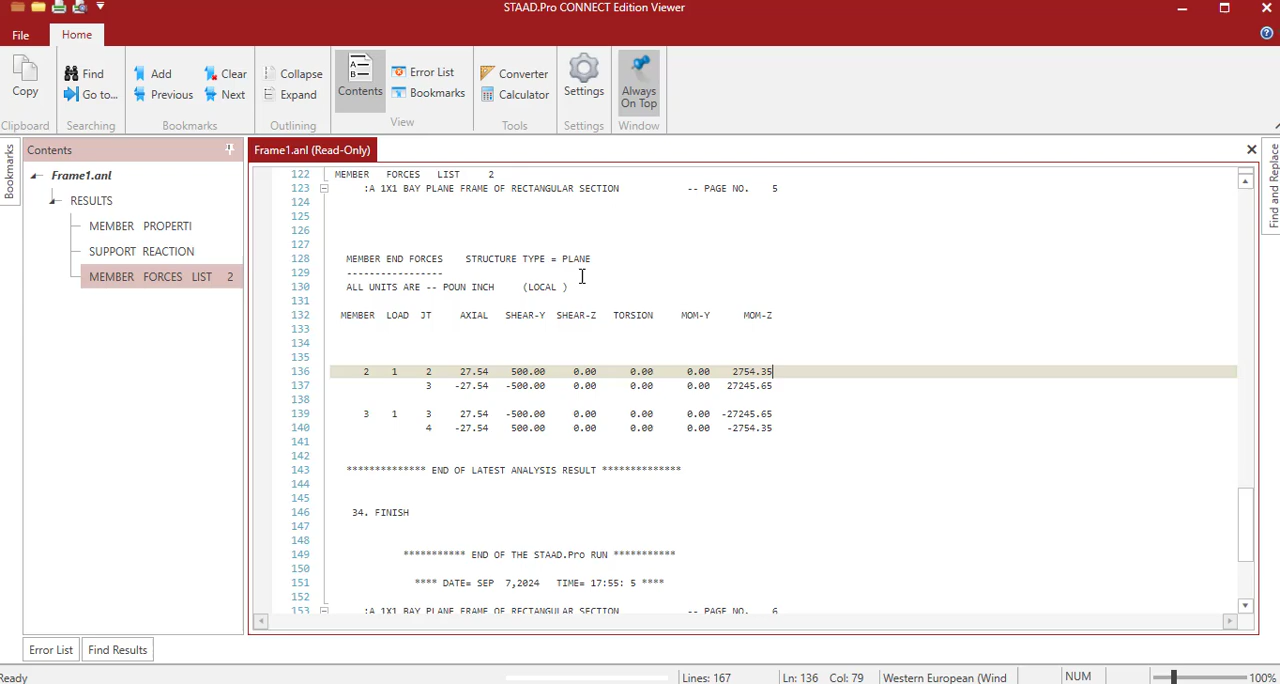 STAAD.Pro CONNECT Edition Viewer
File Home
Copy
Clipboard
Find
Go to...
Searching
Add Clear
Previous Next
Bookmarks
Collapse
Expand
Outlining
Contents
Error List
Bookmarks
View
Converter
Calculator
Tools
Settings
Settings
Always
On Top
Window
Bookmarks
Contents
Frame1.anl
RESULTS
MEMBER PROPERTI
SUPPORT REACTION
MEMBER FORCES LIST 2
Frame1.anl (Read-Only)
Find and Replace
122 MEMBER FORCES LIST 2
123 :A 1X1 BAY PLANE FRAME OF RECTANGULAR SECTION -- PAGE NO. 5
124
125
126
127
128 MEMBER END FORCES STRUCTURE TYPE = PLANE
129 -----------------
130 ALL UNITS ARE -- POUN INCH (LOCAL )
131
132 MEMBER LOAD JT AXIAL SHEAR-Y SHEAR-Z TORSION MOM-Y MOM-Z
133
134
135
136 2 1 2 27.54 500.00 0.00 0.00 0.00 2754.35
137 3 -27.54 -500.00 0.00 0.00 0.00 27245.65
138
139 3 1 3 27.54 -500.00 0.00 0.00 0.00 -27245.65
140 4 -27.54 500.00 0.00 0.00 0.00 -2754.35
141
142
143 ************** END OF LATEST ANALYSIS RESULT **************
144
145
146 34. FINISH
147
148
149 *********** END OF THE STAAD.Pro RUN ***********
150
151 **** DATE= SEP 7,2024 TIME= 17:55: 5 ****
152
153 :A 1X1 BAY PLANE FRAME OF RECTANGULAR SECTION -- PAGE NO. 6
Error List Find Results
Ready Lines: 167 Ln: 136 Col: 79 Western European (Wind NUM 100%